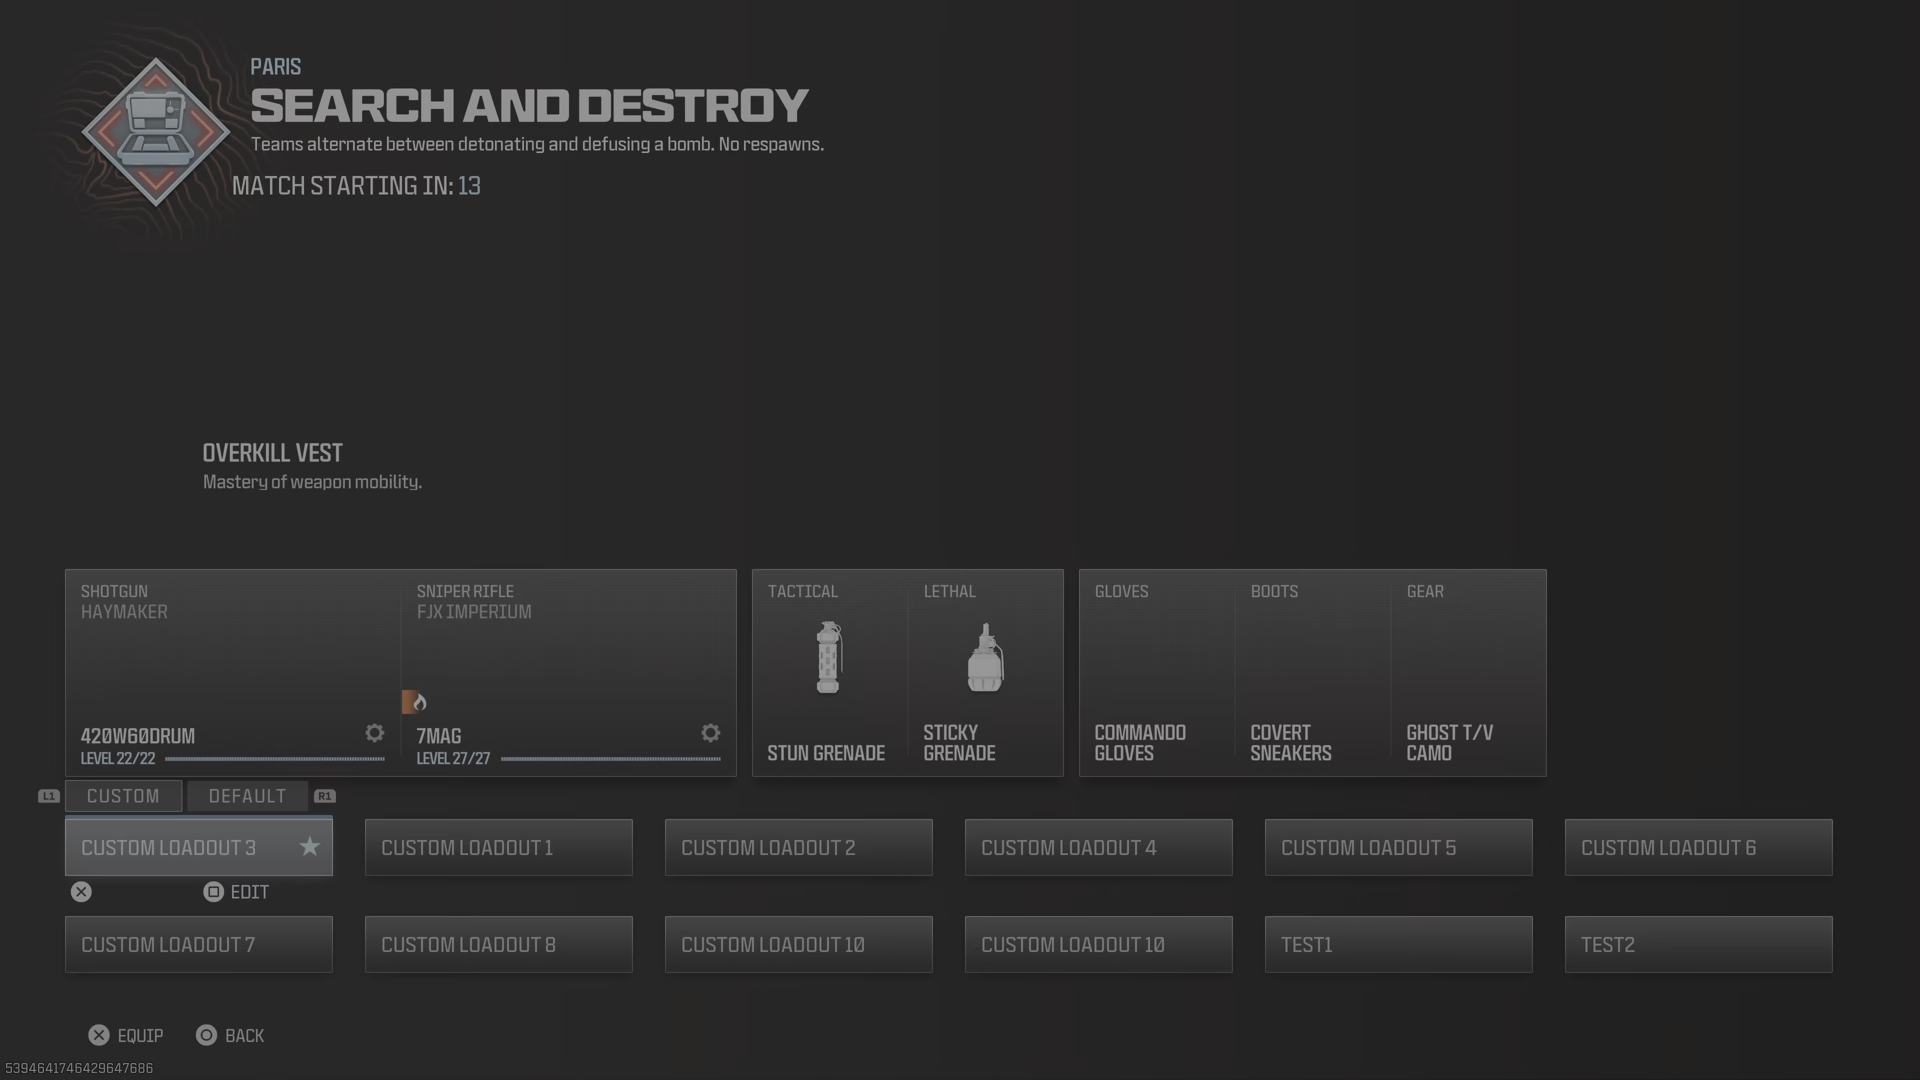 PARIS
SEARCH AND DESTROY
Teams alternate between detonating and defusing a bomb. No respawns.
MATCH STARTING IN: 13
OVERKILL VEST
Mastery of weapon mobility.
SHOTGUN
HAYMAKER
420W60DRUM
LEVEL 22/22
SNIPER RIFLE
FJX IMPERIUM
7MAG
LEVEL 27/27
TACTICAL
STUN GRENADE
LETHAL
STICKY
GRENADE
GLOVES
COMMANDO
GLOVES
BOOTS
COVERT
SNEAKERS
GEAR
GHOST T/V
CAMO
L1 CUSTOM DEFAULT R1
CUSTOM LOADOUT 3
CUSTOM LOADOUT 1
CUSTOM LOADOUT 2
CUSTOM LOADOUT 4
CUSTOM LOADOUT 5
CUSTOM LOADOUT 6
EDIT
CUSTOM LOADOUT 7
CUSTOM LOADOUT 8
CUSTOM LOADOUT 10
CUSTOM LOADOUT 10
TEST1
TEST2
EQUIP BACK
5394641746429647686